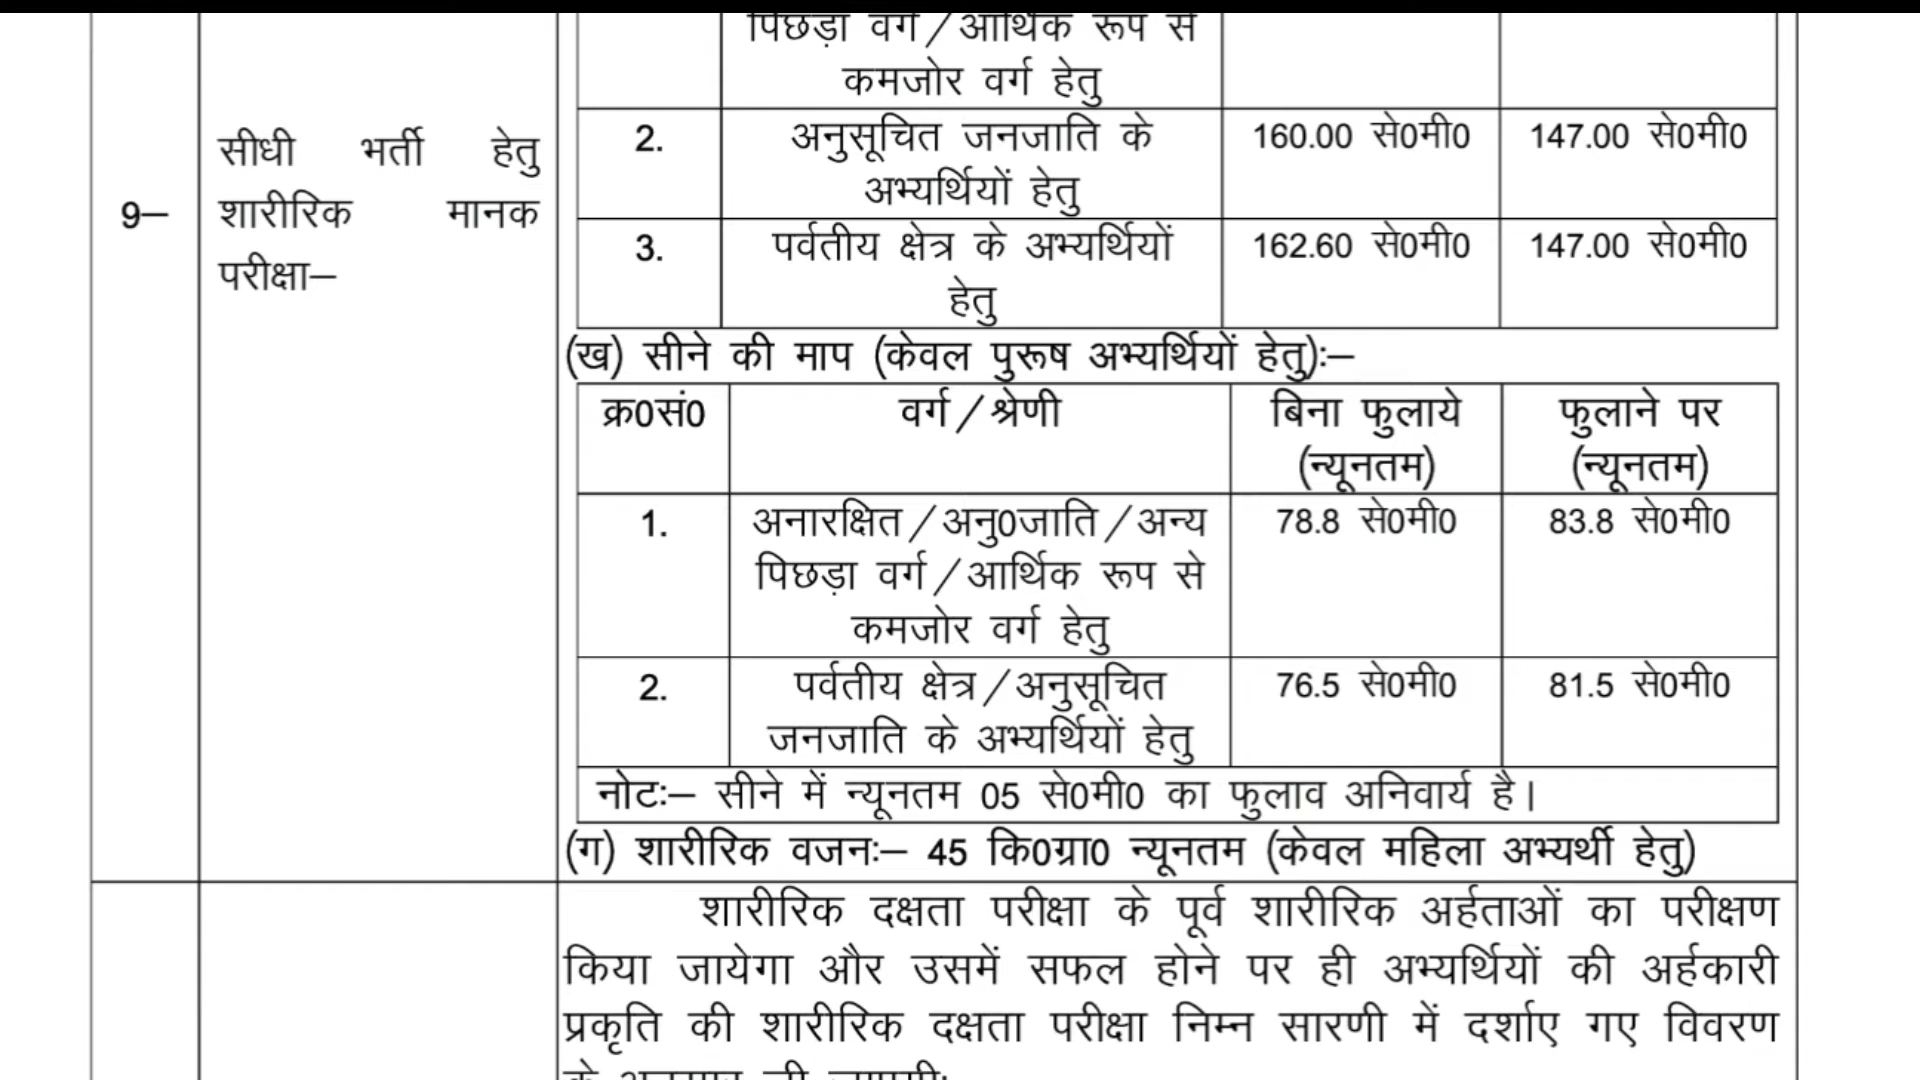 पिछड़ा वर्ग/आर्थिक रूप से
कमजोर वर्ग हेतु
9–
सीधी भर्ती हेतु
शारीरिक मानक
परीक्षा–
2. अनुसूचित जनजाति के 160.00 से0मी0 147.00 से0मी0
अभ्यर्थियों हेतु
3. पर्वतीय क्षेत्र के अभ्यर्थियों 162.60 से0मी0 147.00 से0मी0
हेतु
(ख) सीने की माप (केवल पुरूष अभ्यर्थियों हेतु):–
क्र0सं0 वर्ग/श्रेणी बिना फुलाये फुलाने पर
(न्यूनतम) (न्यूनतम)
1. अनारक्षित/अनु0जाति/अन्य 78.8 से0मी0 83.8 से0मी0
पिछड़ा वर्ग/आर्थिक रूप से
कमजोर वर्ग हेतु
2. पर्वतीय क्षेत्र/अनुसूचित 76.5 से0मी0 81.5 से0मी0
जनजाति के अभ्यर्थियों हेतु
नोटः– सीने में न्यूनतम 05 से0मी0 का फुलाव अनिवार्य है।
(ग) शारीरिक वजनः– 45 कि0ग्रा0 न्यूनतम (केवल महिला अभ्यर्थी हेतु)
शारीरिक दक्षता परीक्षा के पूर्व शारीरिक अर्हताओं का परीक्षण
किया जायेगा और उसमें सफल होने पर ही अभ्यर्थियों की अर्हकारी
प्रकृति की शारीरिक दक्षता परीक्षा निम्न सारणी में दर्शाए गए विवरण